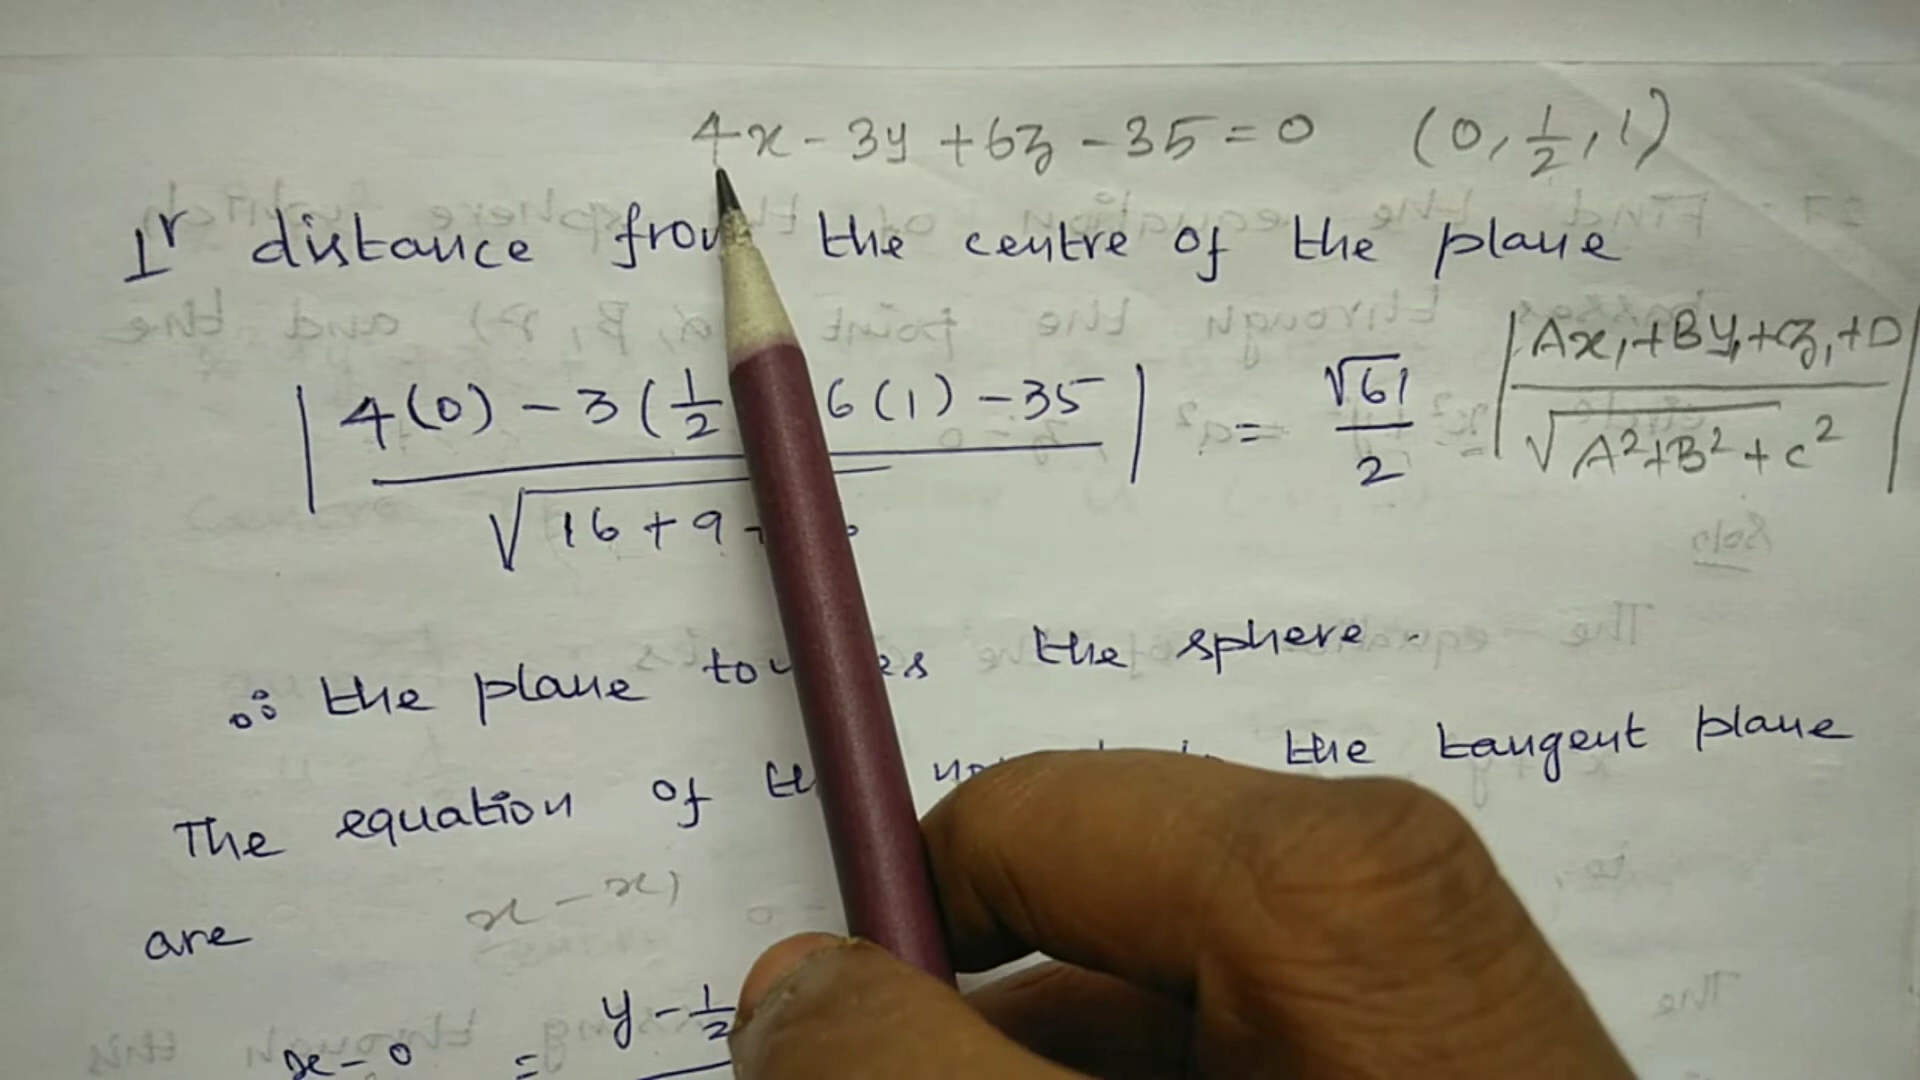 4x - 3y + 6z - 35 = 0 (0, 1/2, 1)
⊥r distance from the centre of the plane
| 4(0) - 3(1/2 6(1) - 35 / √16 + 9 | = √61/2 = | Ax₁ + By₁ + cz₁ + D / √A² + B² + c² |
∴ the plane the sphere.
The equation of the tangent plane
are x - x₁
x - 0 = y - 1/2